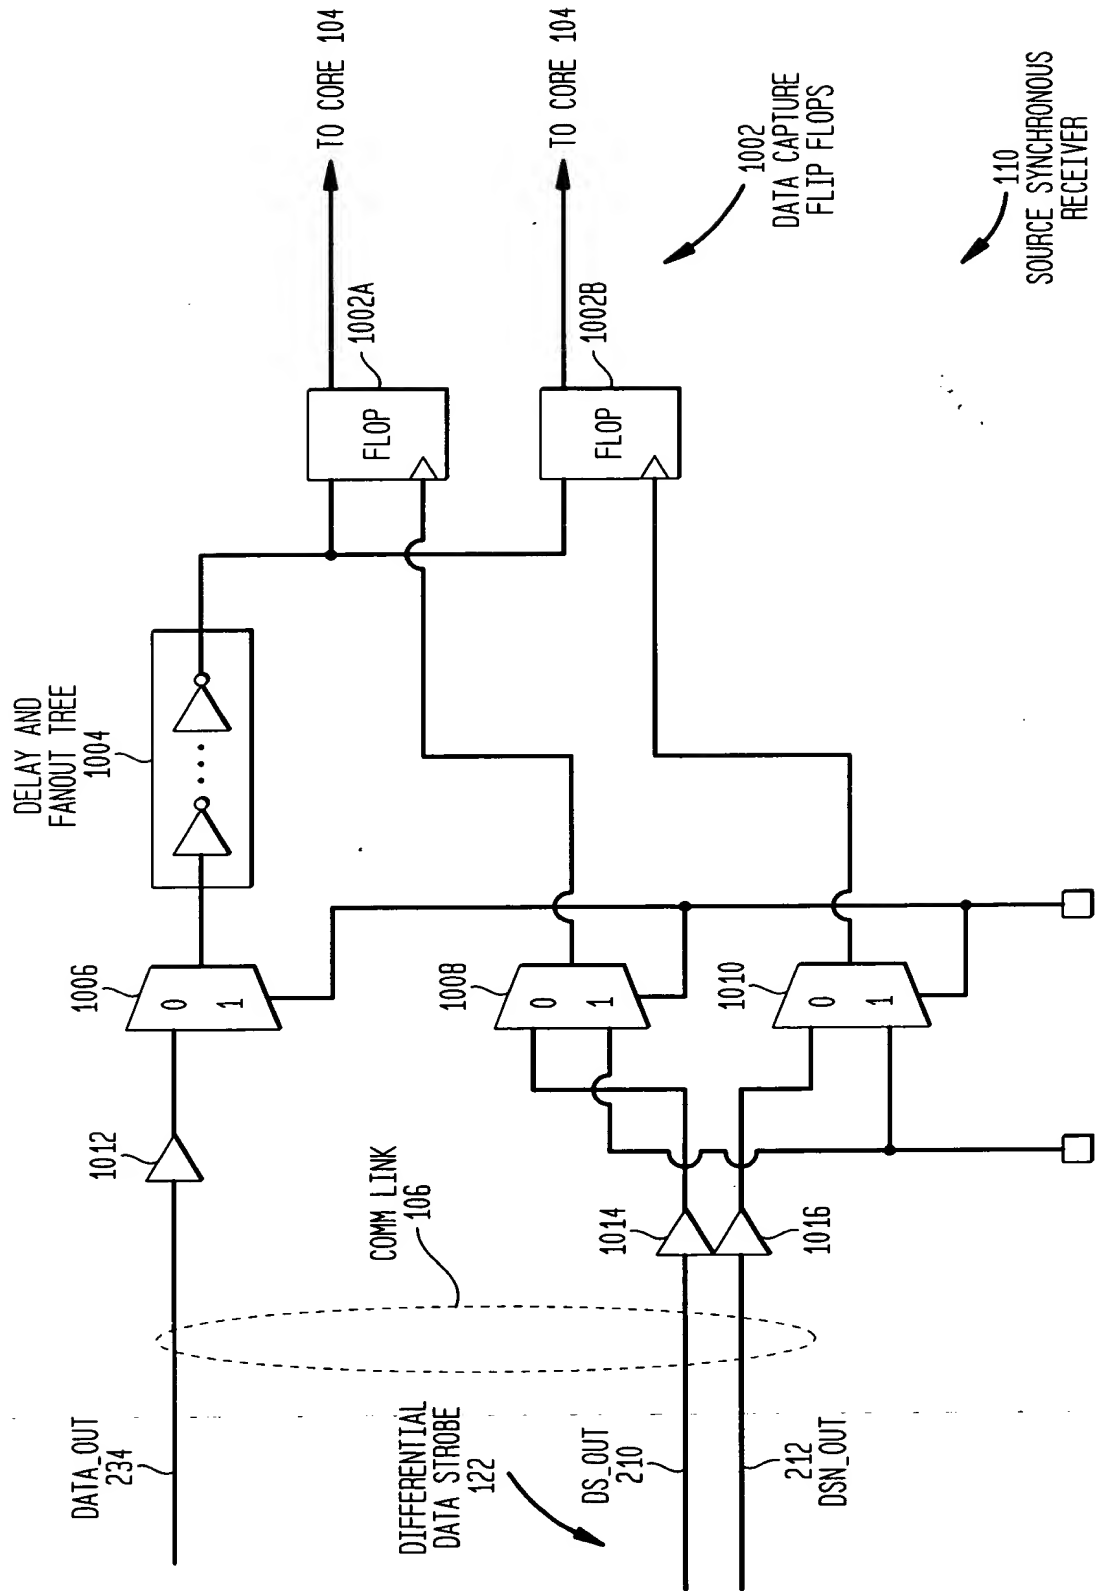 DATA_OUT
234
1012
1006
0
1
DELAY AND
FANOUT TREE
1004
FLOP
1002A
TO CORE 104
COMM LINK
106
DIFFERENTIAL
DATA STROBE
122
DS_OUT
210
212
DSN_OUT
1014
1016
1008
0
1
1010
0
1
FLOP
1002B
TO CORE 104
1002
DATA CAPTURE
FLIP FLOPS
110
SOURCE SYNCHRONOUS
RECEIVER